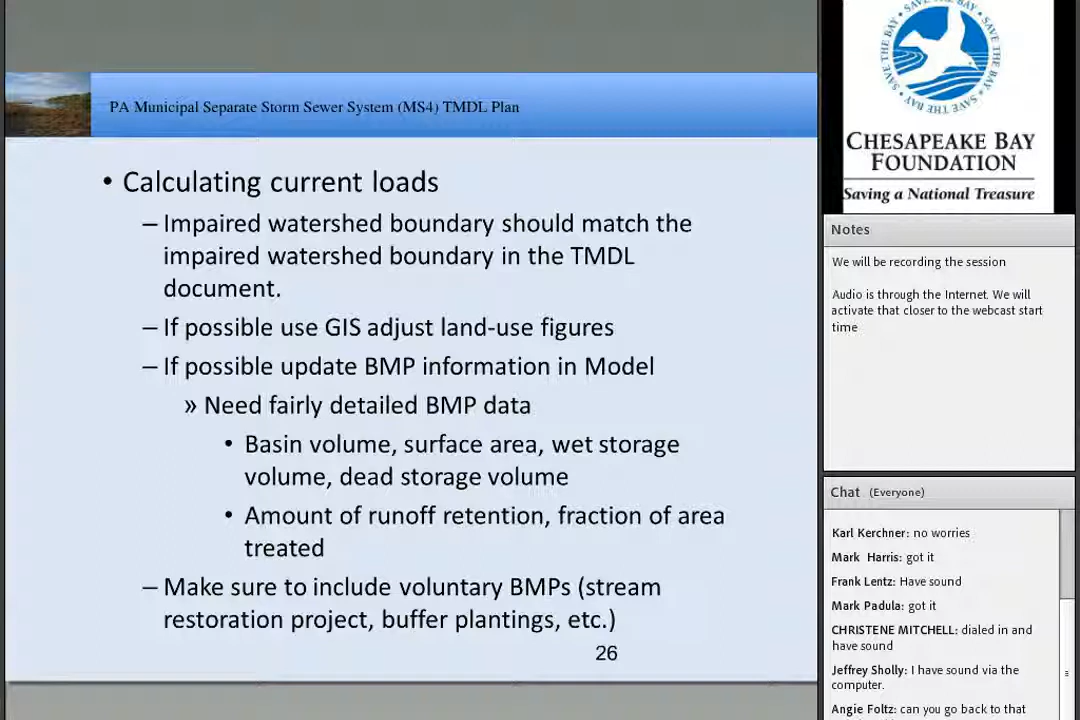 PA Municipal Separate Storm Sewer System (MS4) TMDL Plan
• Calculating current loads
– Impaired watershed boundary should match the
impaired watershed boundary in the TMDL
document.
– If possible use GIS adjust land-use figures
– If possible update BMP information in Model
» Need fairly detailed BMP data
• Basin volume, surface area, wet storage
volume, dead storage volume
• Amount of runoff retention, fraction of area
treated
– Make sure to include voluntary BMPs (stream
restoration project, buffer plantings, etc.)
26
SAVE THE BAY • SAVE THE BAY • SAVE THE BAY • SAVE THE BAY
CHESAPEAKE BAY
FOUNDATION
Saving a National Treasure
Notes
We will be recording the session
Audio is through the Internet. We will
activate that closer to the webcast start
time
Chat (Everyone)
Karl Kerchner: no worries
Mark Harris: got it
Frank Lentz: Have sound
Mark Padula: got it
CHRISTENE MITCHELL: dialed in and
have sound
Jeffrey Sholly: I have sound via the
computer.
Angie Foltz: can you go back to that